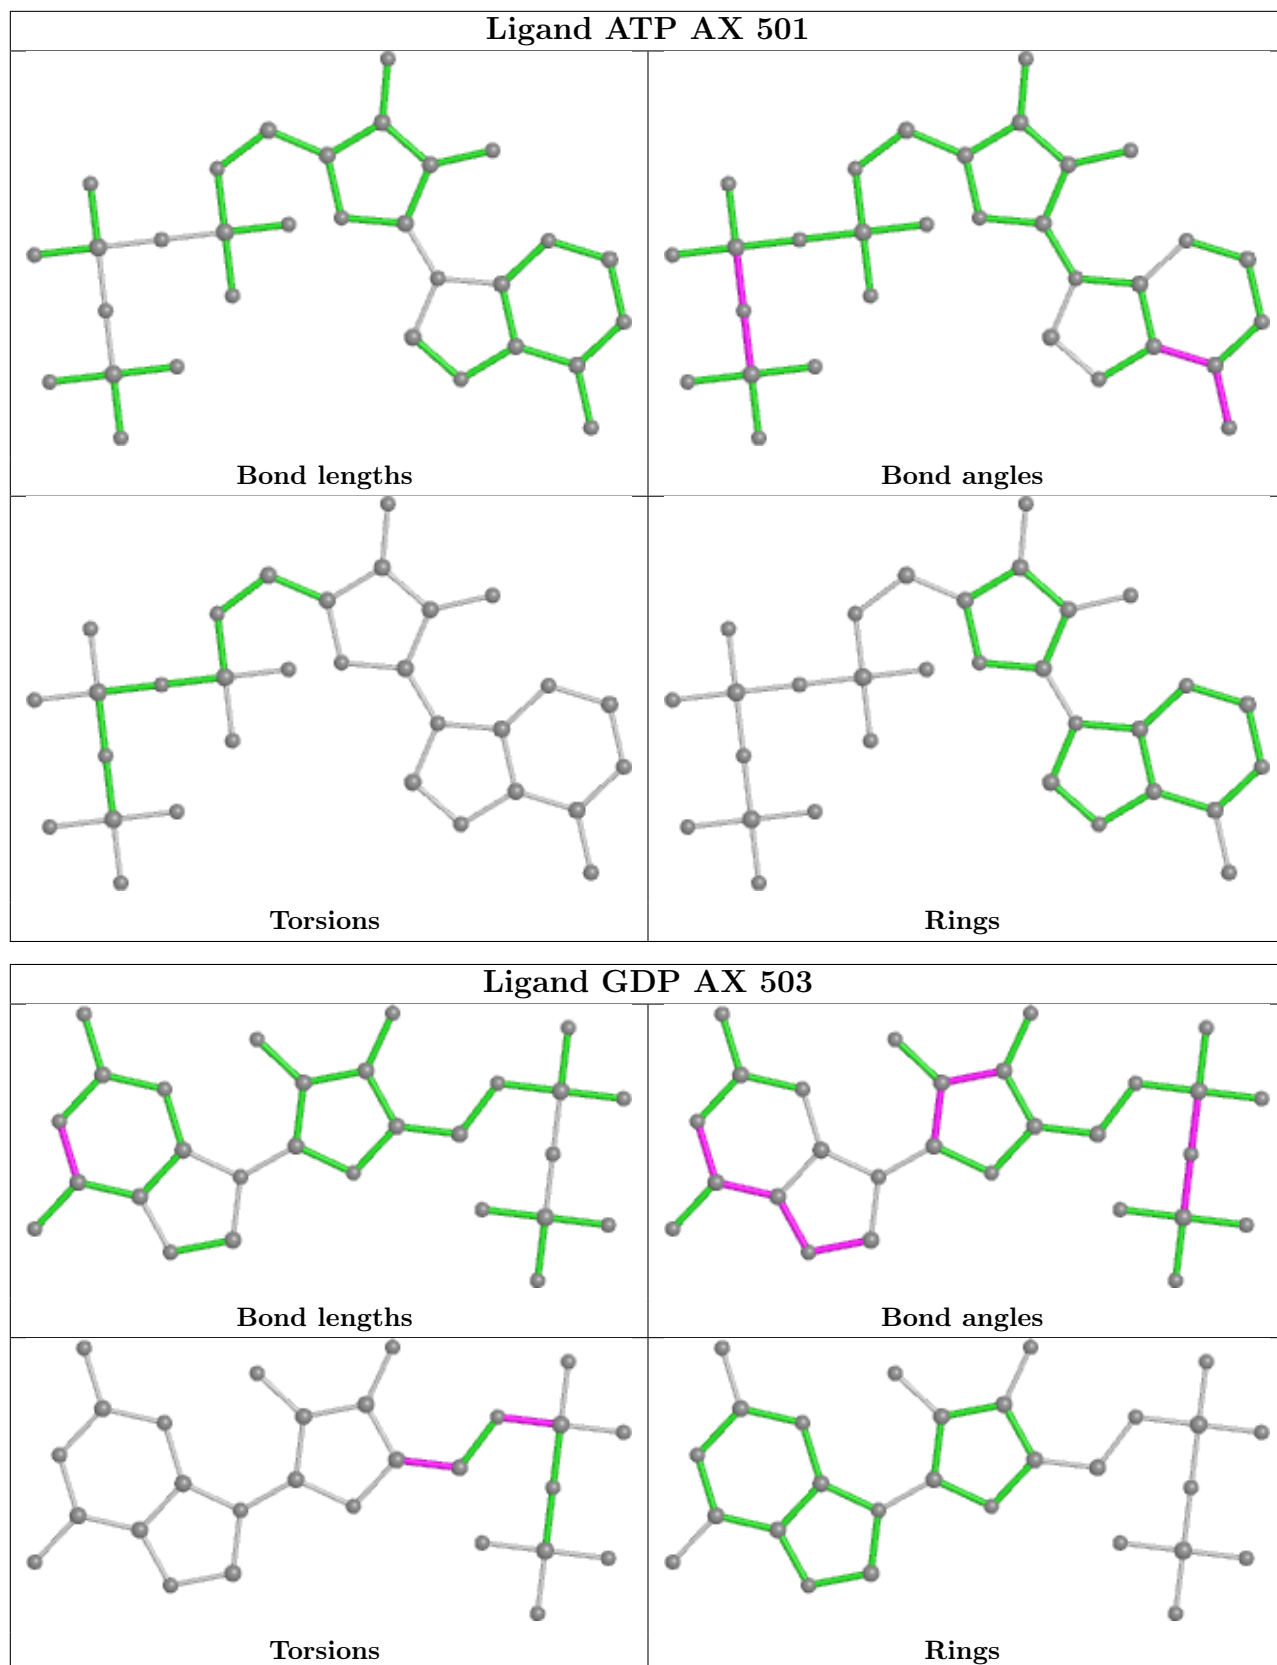 Ligand ATP AX 501
Bond lengths
Bond angles
Torsions
Rings
Ligand GDP AX 503
Bond lengths
Bond angles
Torsions
Rings